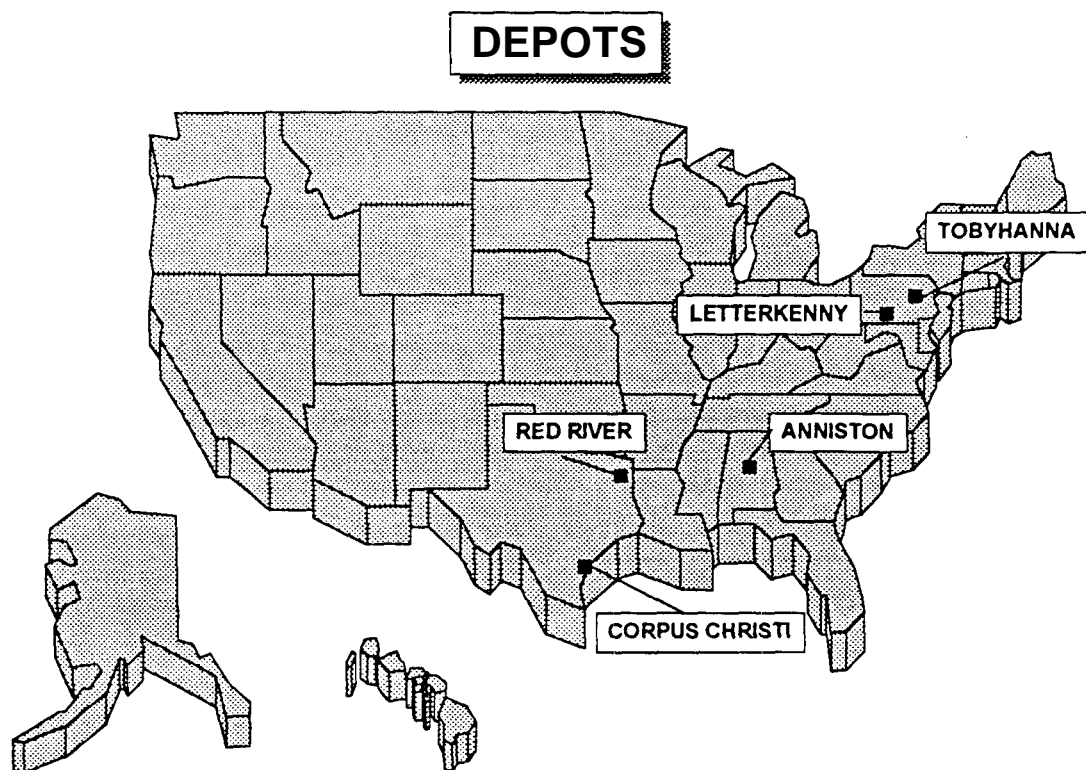 DEPOTS
TOBYHANNA
LETTERKENNY
RED RIVER
ANNISTON
CORPUS CHRISTI